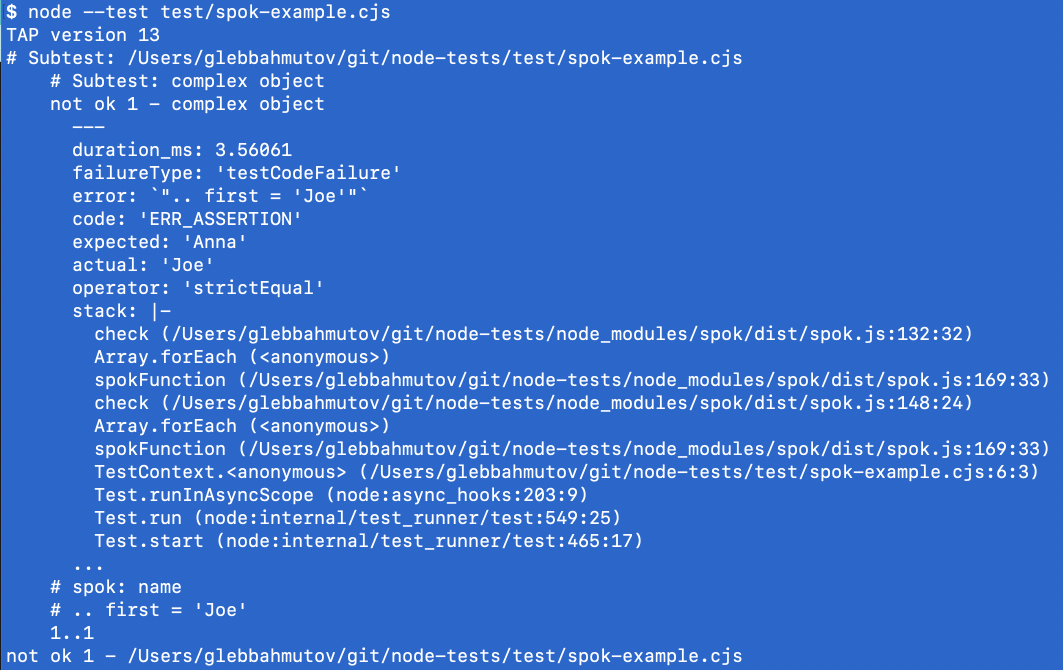 $ node --test test/spok-example.cjs
TAP version 13
# Subtest: /Users/glebbahmutov/git/node-tests/test/spok-example.cjs
    # Subtest: complex object
    not ok 1 - complex object
      ---
      duration_ms: 3.56061
      failureType: 'testCodeFailure'
      error: `".. first = 'Joe'"`
      code: 'ERR_ASSERTION'
      expected: 'Anna'
      actual: 'Joe'
      operator: 'strictEqual'
      stack: |-
        check (/Users/glebbahmutov/git/node-tests/node_modules/spok/dist/spok.js:132:32)
        Array.forEach (<anonymous>)
        spokFunction (/Users/glebbahmutov/git/node-tests/node_modules/spok/dist/spok.js:169:33)
        check (/Users/glebbahmutov/git/node-tests/node_modules/spok/dist/spok.js:148:24)
        Array.forEach (<anonymous>)
        spokFunction (/Users/glebbahmutov/git/node-tests/node_modules/spok/dist/spok.js:169:33)
        TestContext.<anonymous> (/Users/glebbahmutov/git/node-tests/test/spok-example.cjs:6:3)
        Test.runInAsyncScope (node:async_hooks:203:9)
        Test.run (node:internal/test_runner/test:549:25)
        Test.start (node:internal/test_runner/test:465:17)
      ...
    # spok: name
    # .. first = 'Joe'
    1..1
not ok 1 - /Users/glebbahmutov/git/node-tests/test/spok-example.cjs